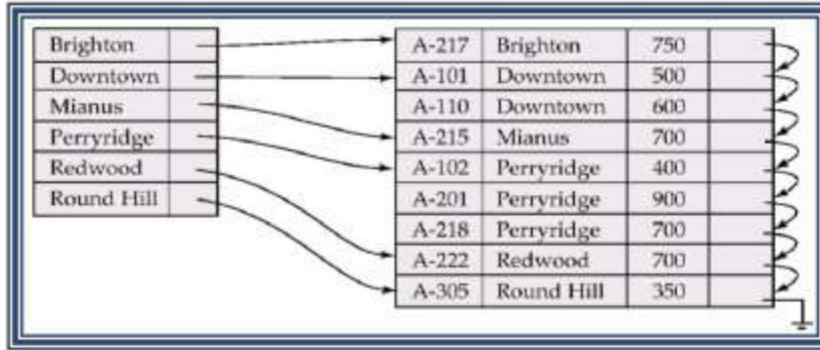 Brighton
Downtown
Mianus
Perryridge
Redwood
Round Hill
A-217 Brighton 750
A-101 Downtown 500
A-110 Downtown 600
A-215 Mianus 700
A-102 Perryridge 400
A-201 Perryridge 900
A-218 Perryridge 700
A-222 Redwood 700
A-305 Round Hill 350